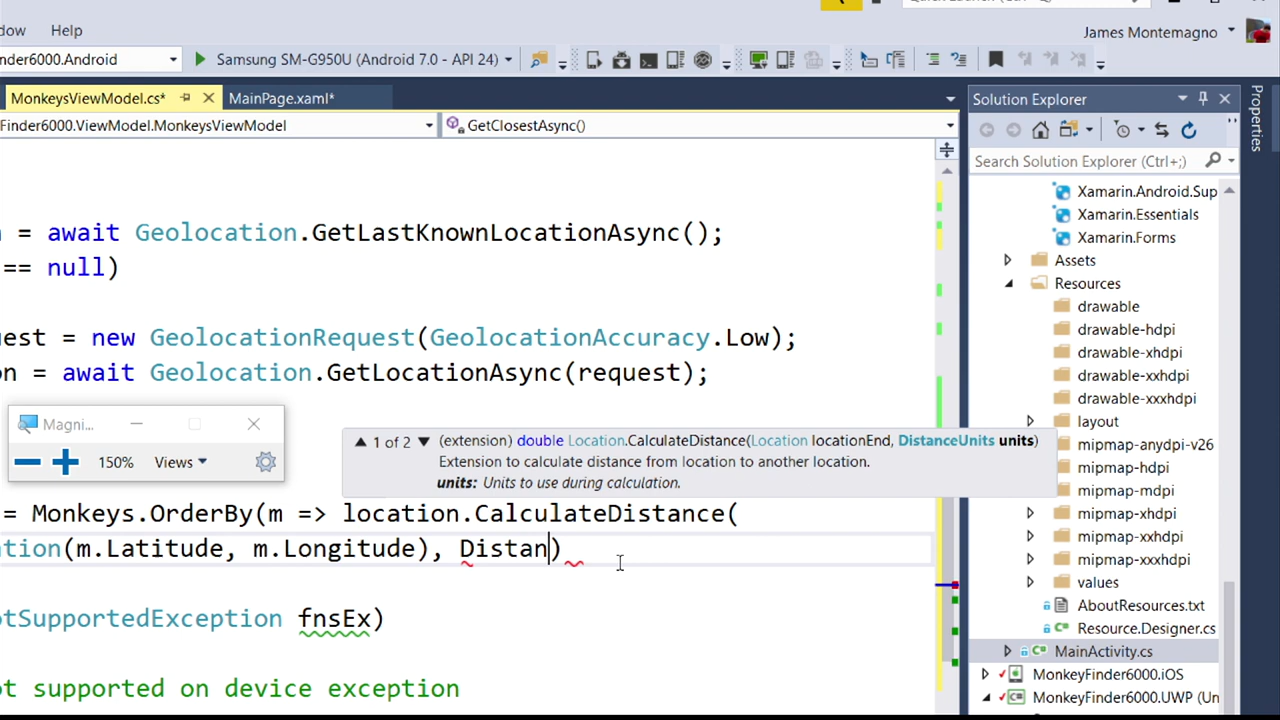 dow Help
James Montemagno
nder6000.Android
Samsung SM-G950U (Android 7.0 - API 24)
MonkeysViewModel.cs*
MainPage.xaml*
Finder6000.ViewModel.MonkeysViewModel
GetClosestAsync()
= await Geolocation.GetLastKnownLocationAsync();
== null)
uest = new GeolocationRequest(GeolocationAccuracy.Low);
on = await Geolocation.GetLocationAsync(request);
Magni...
150% Views
1 of 2 (extension) double Location.CalculateDistance(Location locationEnd, DistanceUnits units)
Extension to calculate distance from location to another location.
units: Units to use during calculation.
= Monkeys.OrderBy(m => location.CalculateDistance(
ation(m.Latitude, m.Longitude), Distan)
otSupportedException fnsEx)
ot supported on device exception
Solution Explorer
Search Solution Explorer (Ctrl+;)
Xamarin.Android.Sup
Xamarin.Essentials
Xamarin.Forms
Assets
Resources
drawable
drawable-hdpi
drawable-xhdpi
drawable-xxhdpi
drawable-xxxhdpi
layout
mipmap-anydpi-v26
mipmap-hdpi
mipmap-mdpi
mipmap-xhdpi
mipmap-xxhdpi
mipmap-xxxhdpi
values
AboutResources.txt
Resource.Designer.cs
MainActivity.cs
MonkeyFinder6000.iOS
MonkeyFinder6000.UWP (Un
Properties